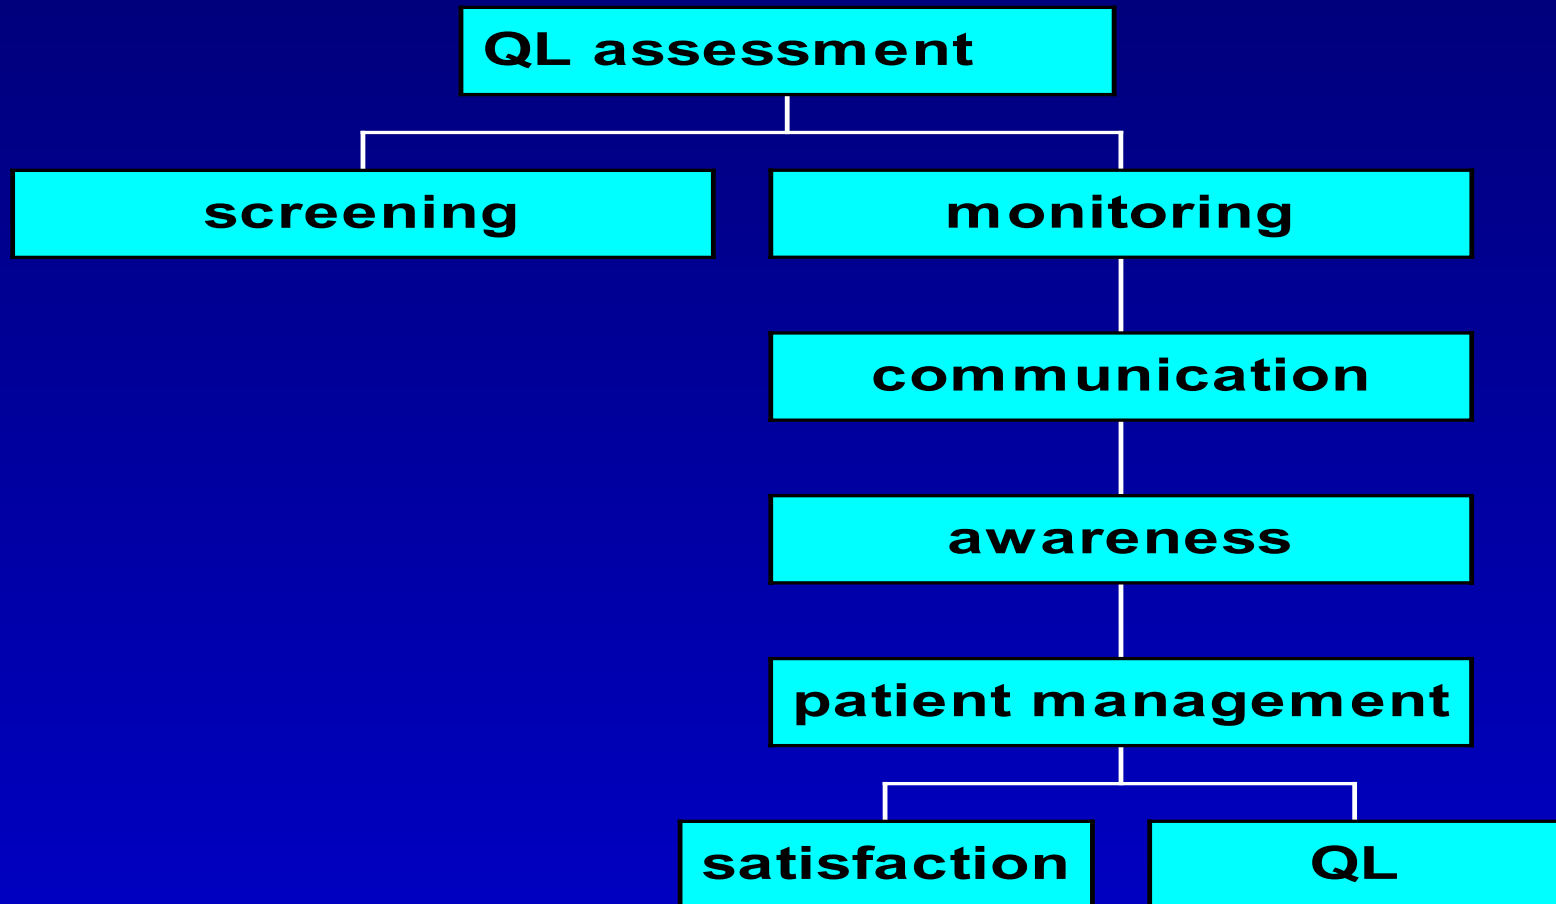 QL assessment
screening
monitoring
communication
awareness
patient management
satisfaction
QL